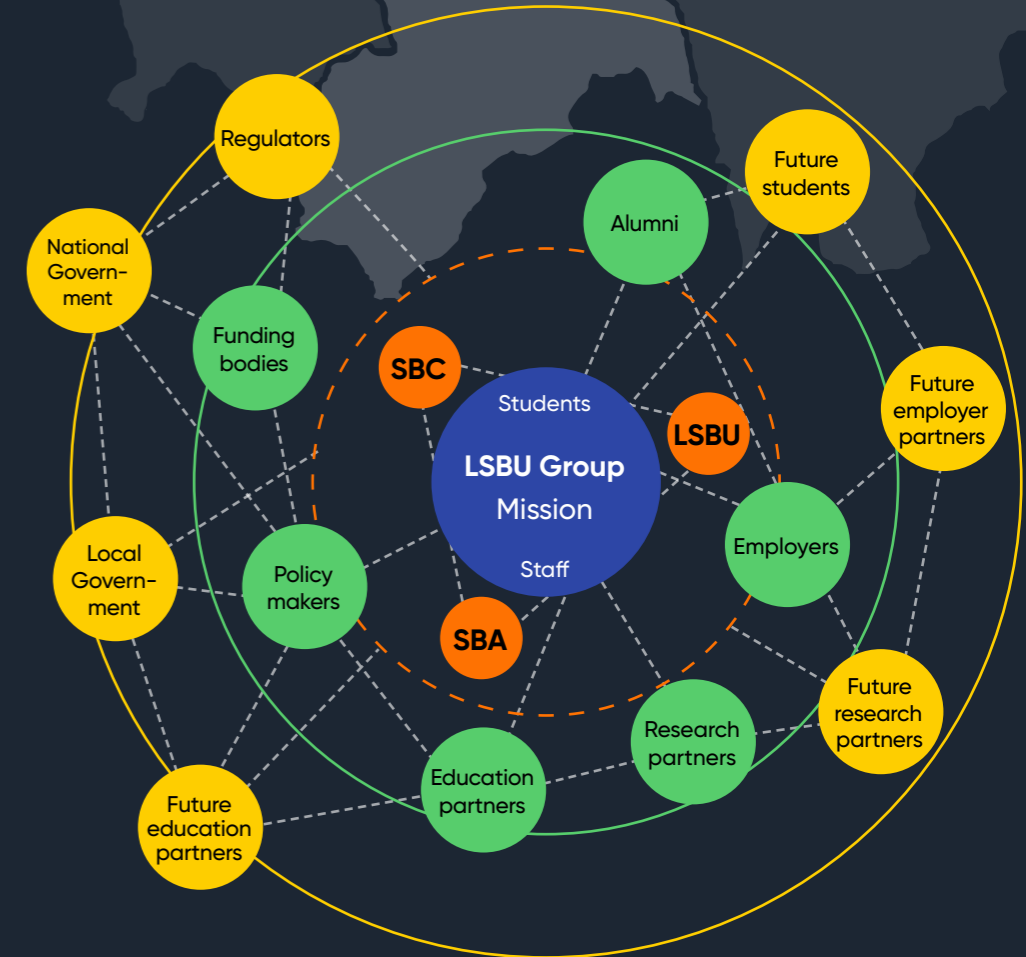 Regulators
Future
students
Alumni
National
Govern-
ment
Funding
bodies
SBC
Students
LSBU Group
Mission
Staff
LSBU
Future
employer
partners
Employers
Local
Govern-
ment
Policy
makers
SBA
Future
research
partners
Research
partners
Education
partners
Future
education
partners